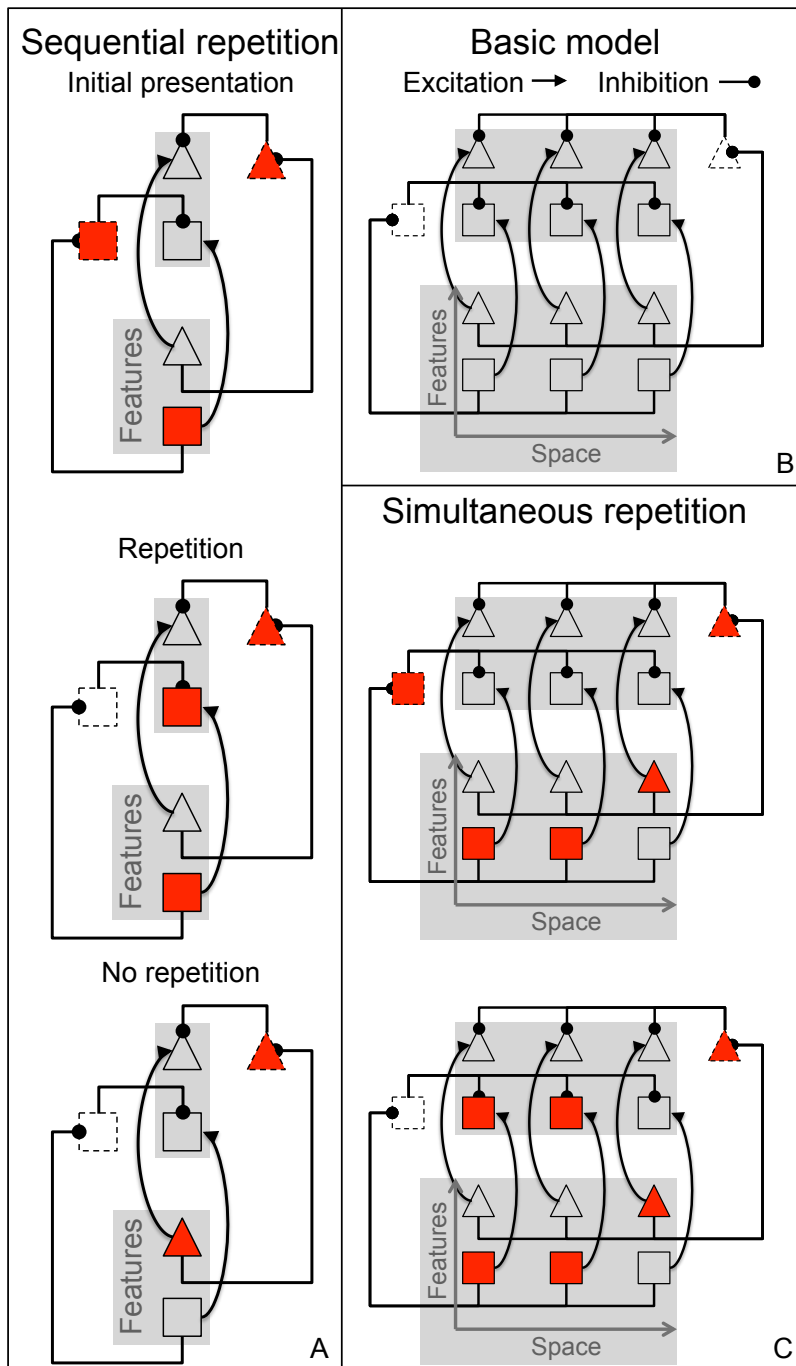 Sequential repetition
Initial presentation
Features
Repetition
Features
No repetition
Features
A
Basic model
Excitation
Inhibition
Features
Space
B
Simultaneous repetition
Features
Space
Features
Space
C